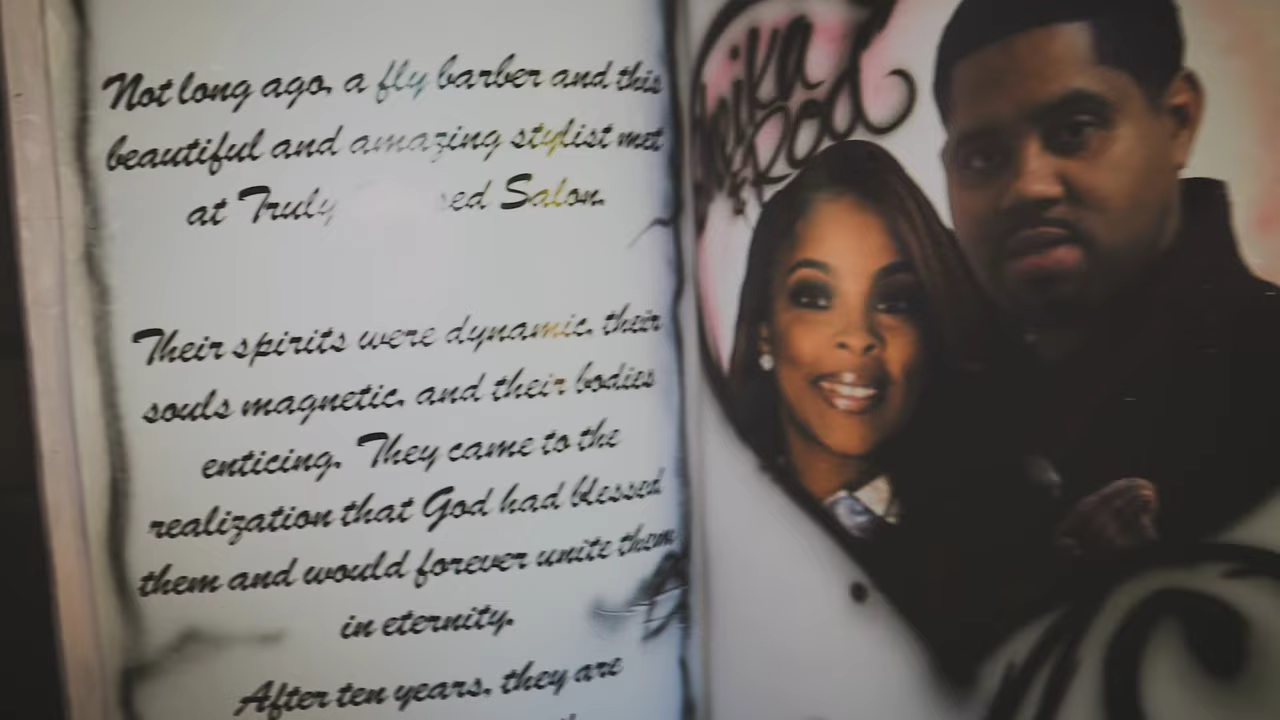 Not long ago, a fly barber and this
beautiful and amazing stylist met
at Truly Salon.
Their spirits were dynamic, their
souls magnetic, and their bodies
enticing. They came to the
realization that God had blessed
them and would forever unite them
in eternity.
After ten years, they are
& Rod